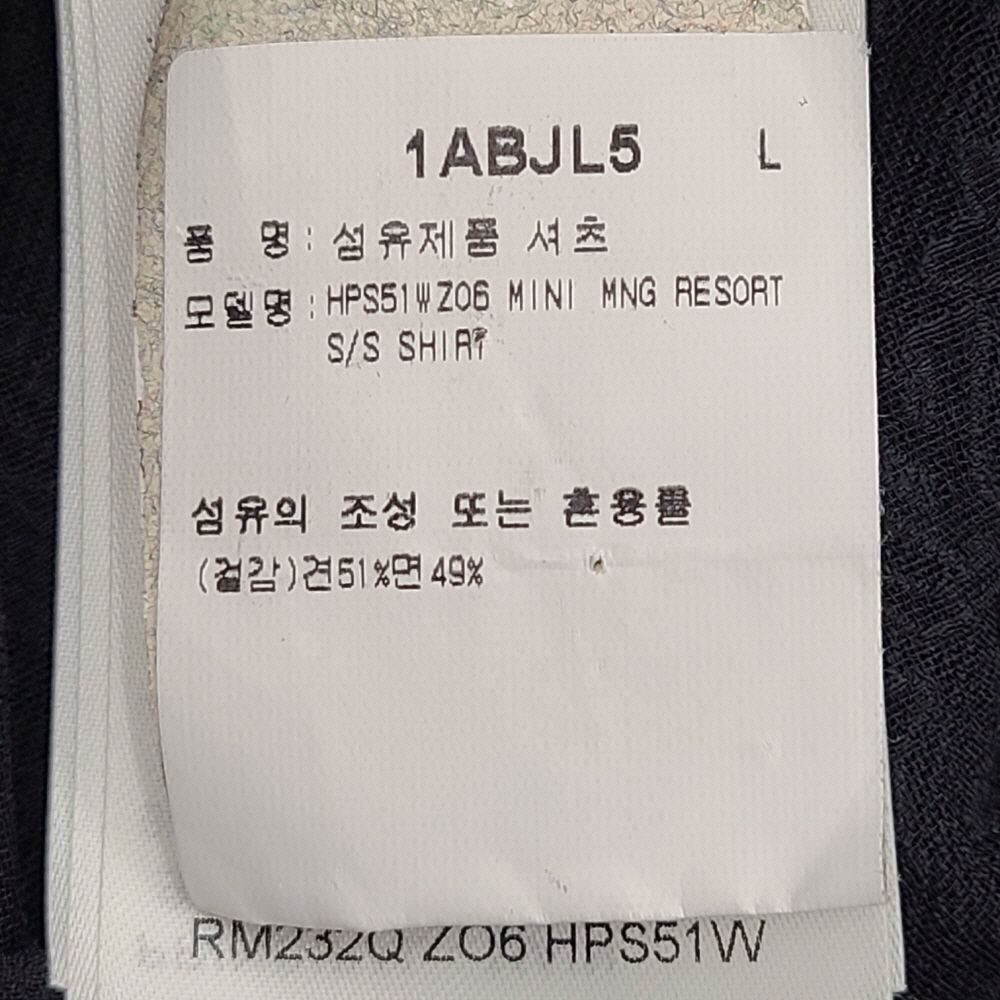 1ABJL5 L
품 명 : 섬유제품 셔츠
모델명 : HPS51WZ06 MINI MNG RESORT
S/S SHIRT
섬유의 조성 또는 혼용률
(겉감)견51%면49%
RM232Q ZO6 HPS51W